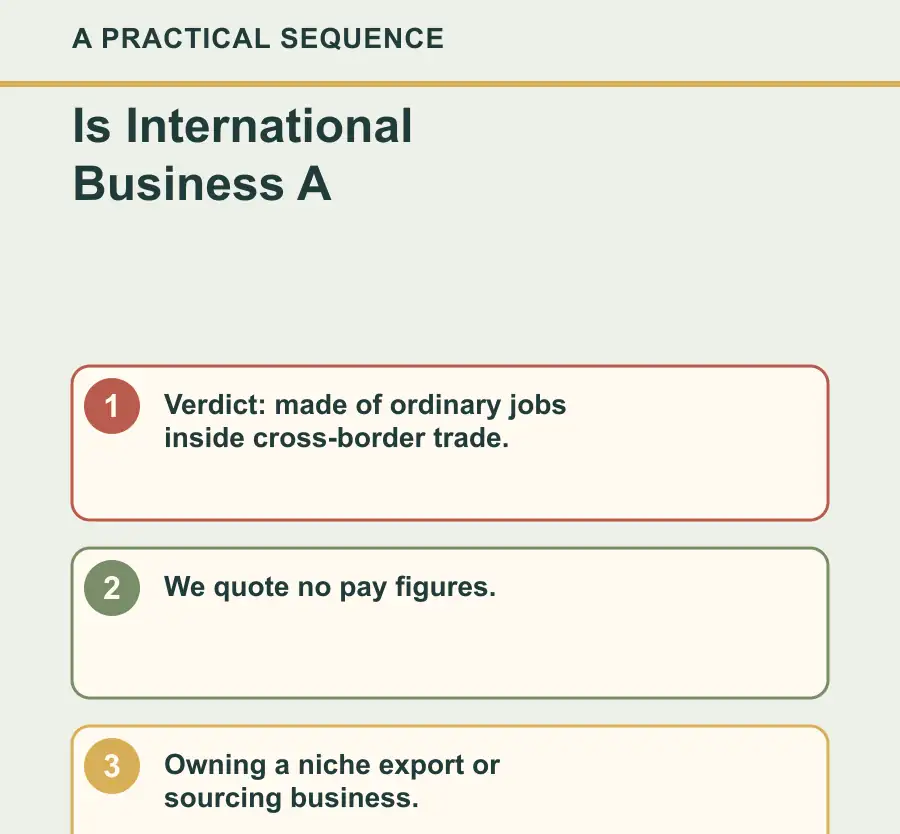 A PRACTICAL SEQUENCE
Is International
Business A
1
Verdict: made of ordinary jobs
inside cross-border trade.
2
We quote no pay figures.
3
Owning a niche export or
sourcing business.